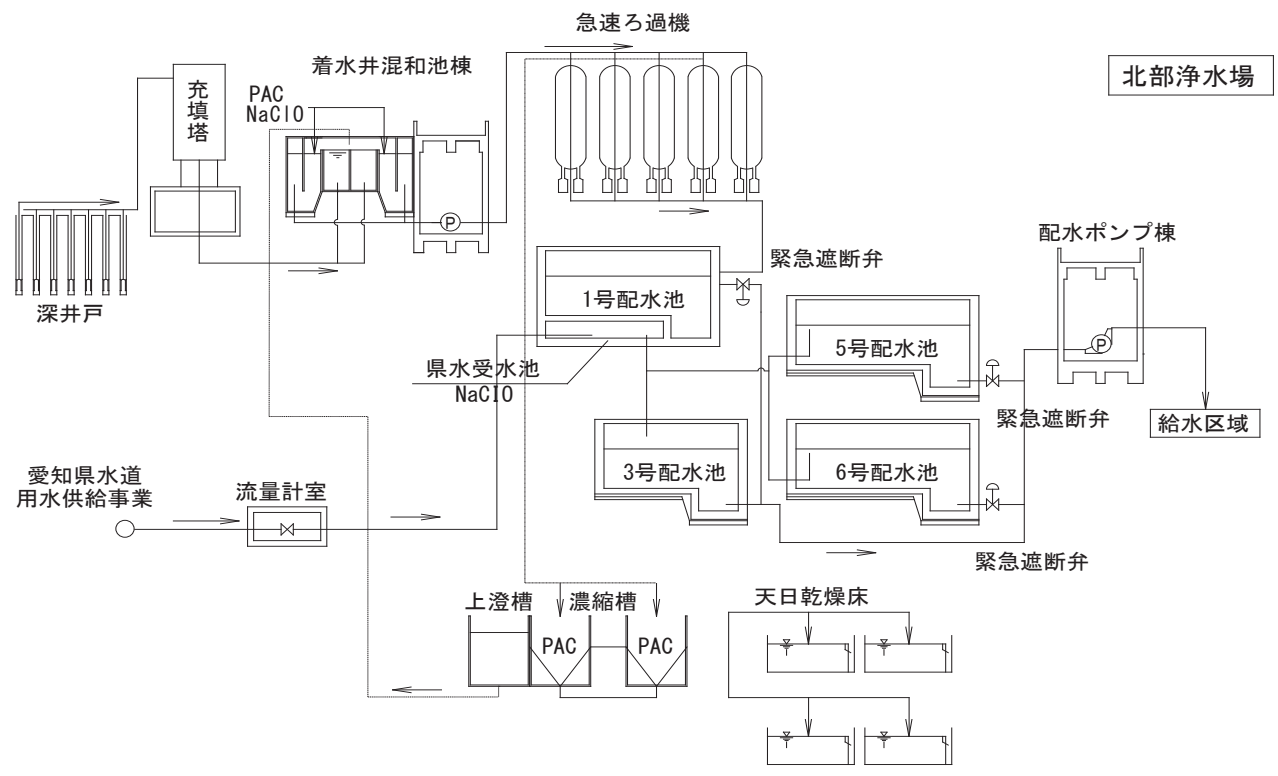 急速ろ過機
着水井混和池棟
北部浄水場
充填塔
PAC
NaClO
P
深井戸
緊急遮断弁
配水ポンプ棟
1号配水池
5号配水池
P
県水受水池
NaClO
緊急遮断弁
給水区域
3号配水池
6号配水池
愛知県水道
用水供給事業
流量計室
緊急遮断弁
上澄槽
濃縮槽
天日乾燥床
PAC
PAC